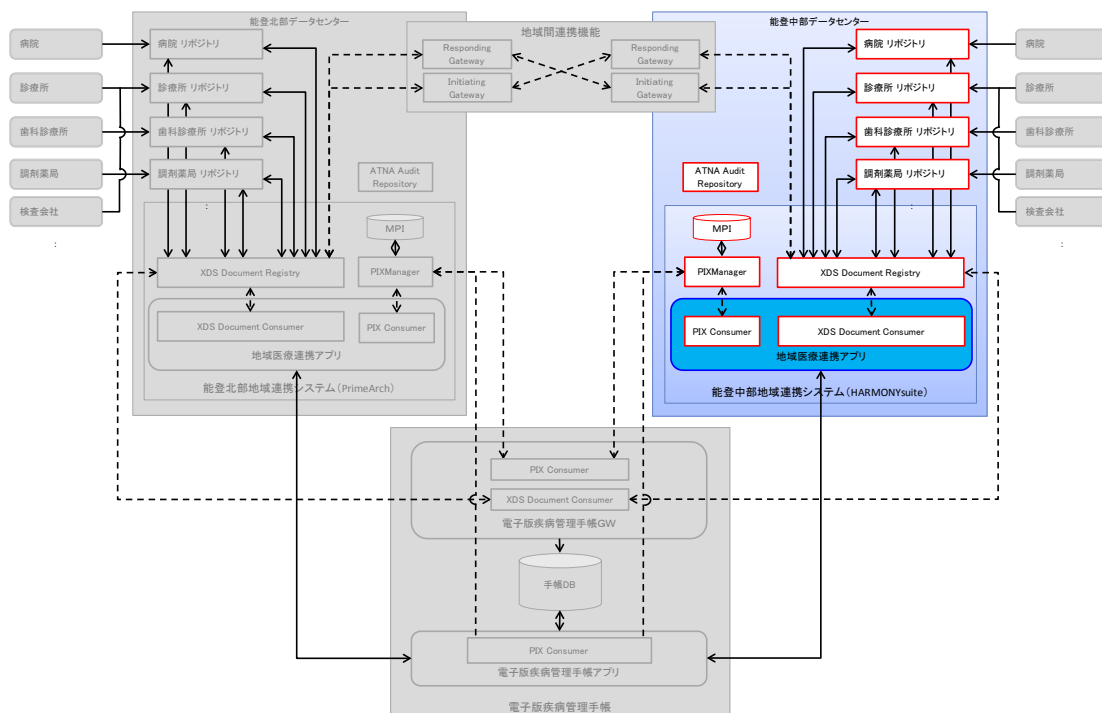 能登北部データセンター
病院
診療所
歯科診療所
調剤薬局
検査会社
:
病院 リポジトリ
診療所 リポジトリ
歯科診療所 リポジトリ
調剤薬局 リポジトリ
:
ATNA Audit
Repository
MPI
XDS Document Registry
PIXManager
XDS Document Consumer
PIX Consumer
地域医療連携アプリ
能登北部地域連携システム(PrimeArch)
地域間連携機能
Responding
Gateway
Responding
Gateway
Initiating
Gateway
Initiating
Gateway
能登中部データセンター
病院 リポジトリ
診療所 リポジトリ
歯科診療所 リポジトリ
調剤薬局 リポジトリ
:
ATNA Audit
Repository
MPI
PIXManager
XDS Document Registry
PIX Consumer
XDS Document Consumer
地域医療連携アプリ
能登中部地域連携システム(HARMONYsuite)
病院
診療所
歯科診療所
調剤薬局
検査会社
:
PIX Consumer
XDS Document Consumer
電子版疾病管理手帳GW
手帳DB
PIX Consumer
電子版疾病管理手帳アプリ
電子版疾病管理手帳